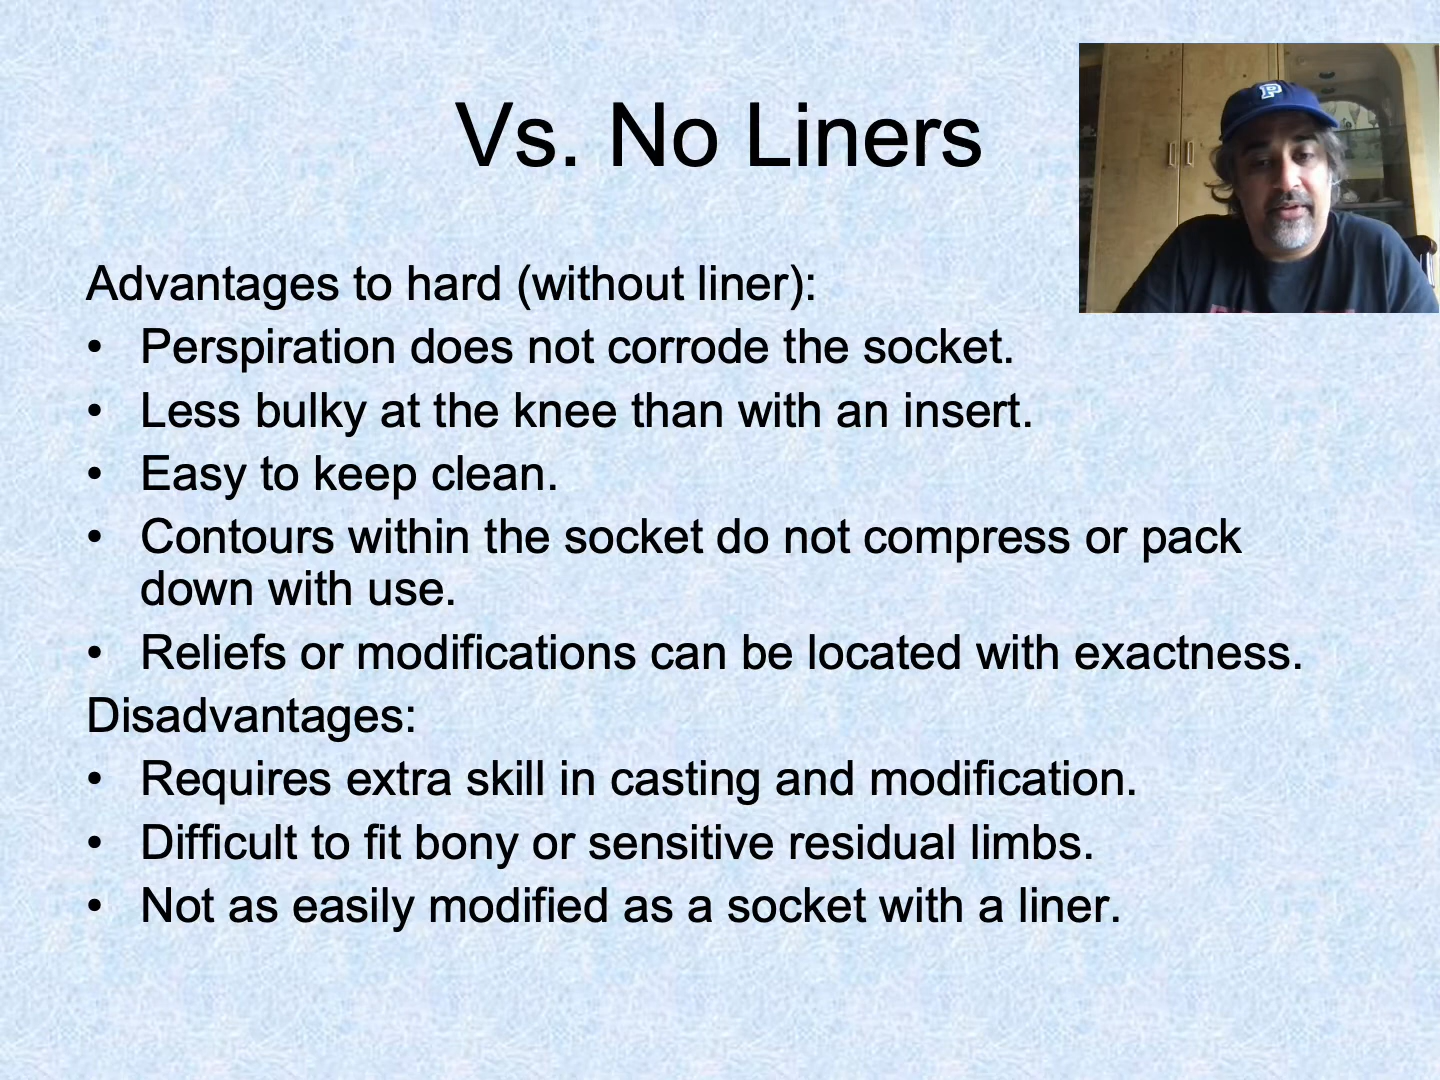 Vs. No Liners
P
Advantages to hard (without liner):
• Perspiration does not corrode the socket.
• Less bulky at the knee than with an insert.
• Easy to keep clean.
• Contours within the socket do not compress or pack
down with use.
• Reliefs or modifications can be located with exactness.
Disadvantages:
• Requires extra skill in casting and modification.
• Difficult to fit bony or sensitive residual limbs.
• Not as easily modified as a socket with a liner.